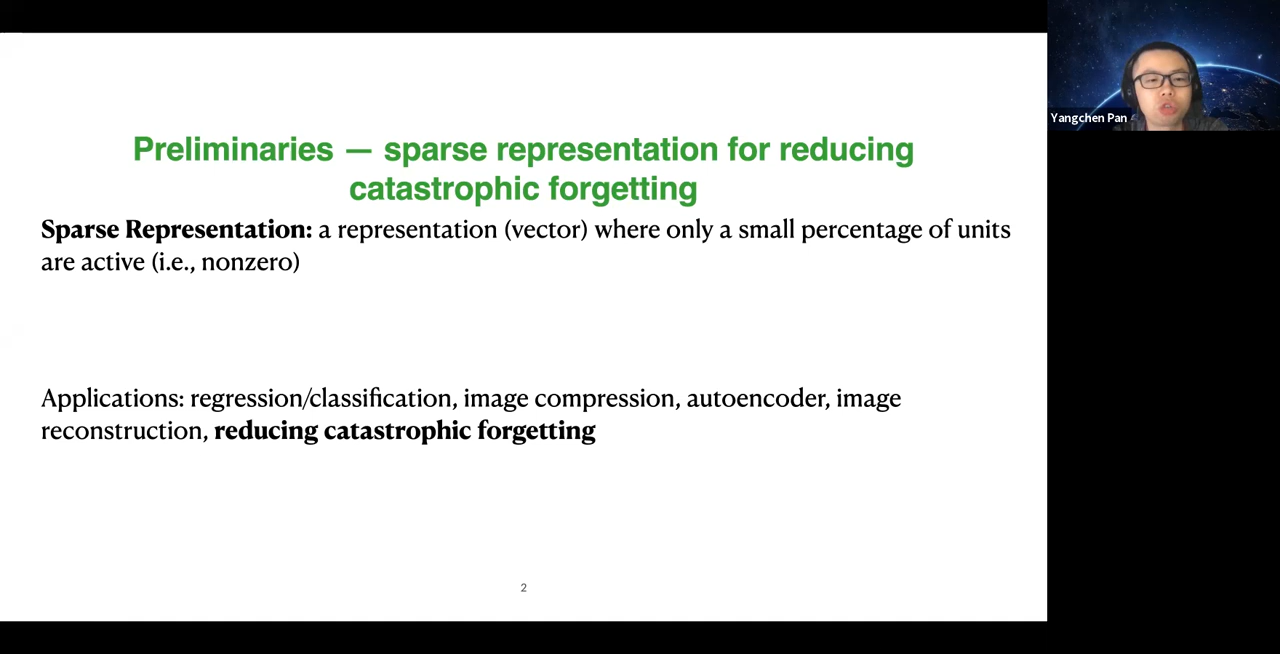 Preliminaries — sparse representation for reducing
catastrophic forgetting
Sparse Representation: a representation (vector) where only a small percentage of units
are active (i.e., nonzero)
Applications: regression/classification, image compression, autoencoder, image
reconstruction, reducing catastrophic forgetting
2
Yangchen Pan